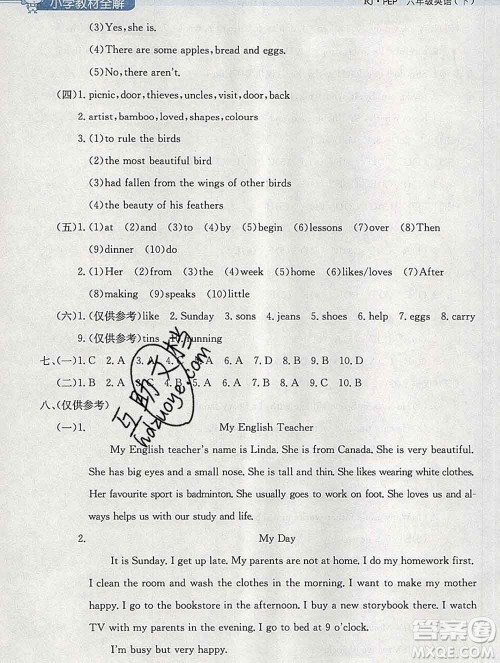 小学教材全解
RJ·PEP 六年级英语(下)
(3)Yes,she is.
(4)There are some apples, bread and eggs.
(5)No, they are not.
(四)1. picnic,door,thieves,uncles,visit,door,back
2. artist,bamboo,loved,shapes,colours
3. (1)to rule the birds
(2)the most beautiful bird
(3)had fallen from the wings of other birds
(4)the beauty of his feathers
(五)1. (1)at (2)and (3)to (4)by (5)begin (6)lessons (7)over (8)Then
(9)dinner (10)do
2. (1)Her (2)from (3)at (4)on (5)home (6)likes/loves (7)After
(8)making (9)speaks (10)little
(六)1. (仅供参考)like 2. Sunday 3. sons 4. jeans 5. shoes 6. help 7. eggs 8. carry
9. (仅供参考)tins 10. running
七、(一)1. C 2. A 3. A 5. A 6. A 7. D 8. C 9. B 10. D
(二)1. B 2. A 3. C 4. C 5. A 6. D 7. A 8. B 9. C 10. D
八、(仅供参考)
(一)1. My English Teacher
My English teacher's name is Linda. She is from Canada. She is very beautiful.
She has big eyes and a small nose. She is tall and thin. She likes wearing white clothes.
Her favourite sport is badminton. She usually goes to work on foot. She is kind. She al-
ways helps us with our study and life.
2. My Day
It is Sunday. I get up late. My parents are not at home. I do my homework first.
I clean the room and wash the clothes in the morning. I want to make my mother
happy. I go to the bookstore in the afternoon. I buy a new storybook there. I watch
TV with my parents in the evening. I go to bed at 9 o'clock.
I'm busy but very happy.
互助文档
hdzuoye.com
答案圈
MXQE.COM